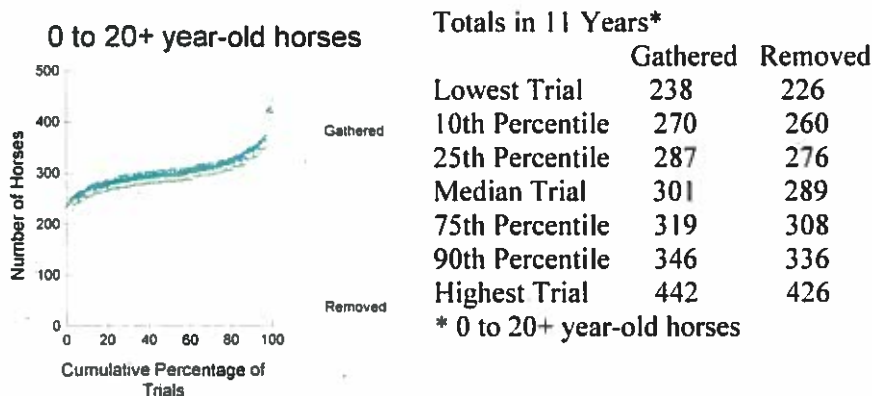 0 to 20+ year-old horses
500
400
300
200
100
0
Number of Horses
0 20 40 60 80 100
Cumulative Percentage of
Trials
Gathered
Removed
Totals in 11 Years*
Gathered Removed
Lowest Trial 238 226
10th Percentile 270 260
25th Percentile 287 276
Median Trial 301 289
75th Percentile 319 308
90th Percentile 346 336
Highest Trial 442 426
* 0 to 20+ year-old horses